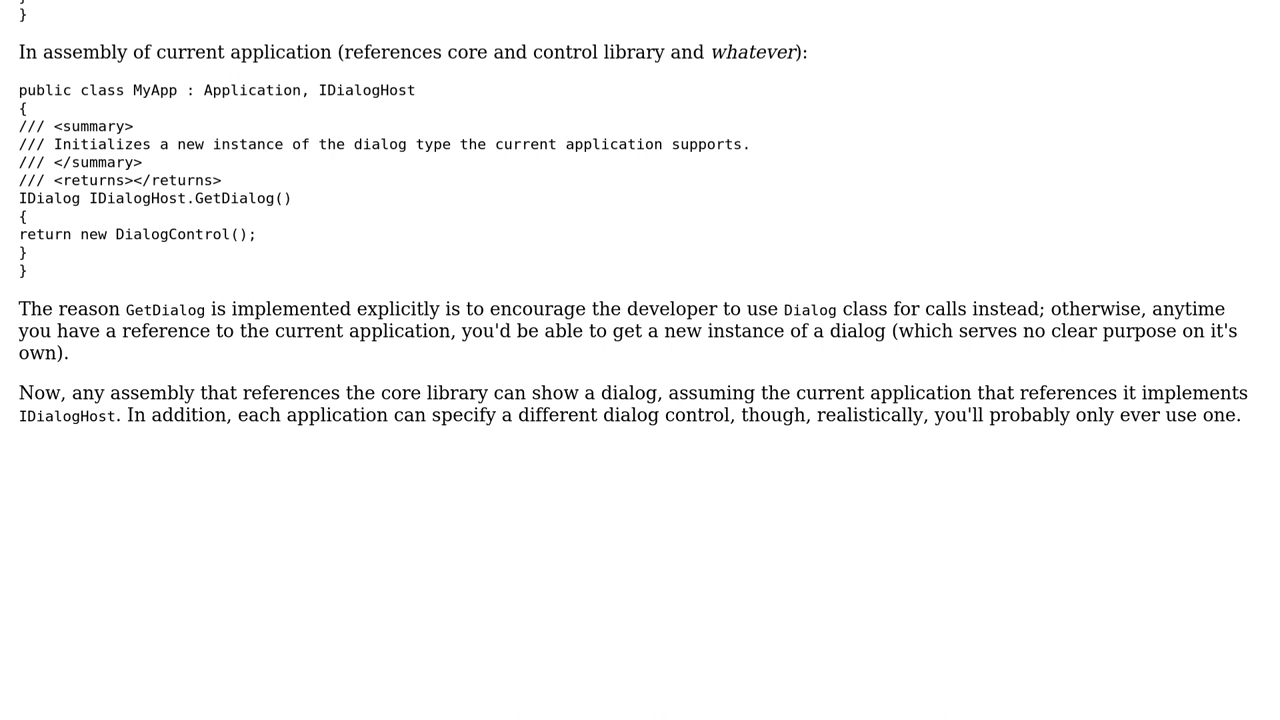 }
In assembly of current application (references core and control library and whatever):
public class MyApp : Application, IDialogHost
{
/// <summary>
/// Initializes a new instance of the dialog type the current application supports.
/// </summary>
/// <returns></returns>
IDialog IDialogHost.GetDialog()
{
return new DialogControl();
}
}
The reason GetDialog is implemented explicitly is to encourage the developer to use Dialog class for calls instead; otherwise, anytime
you have a reference to the current application, you'd be able to get a new instance of a dialog (which serves no clear purpose on it's
own).
Now, any assembly that references the core library can show a dialog, assuming the current application that references it implements
IDialogHost. In addition, each application can specify a different dialog control, though, realistically, you'll probably only ever use one.